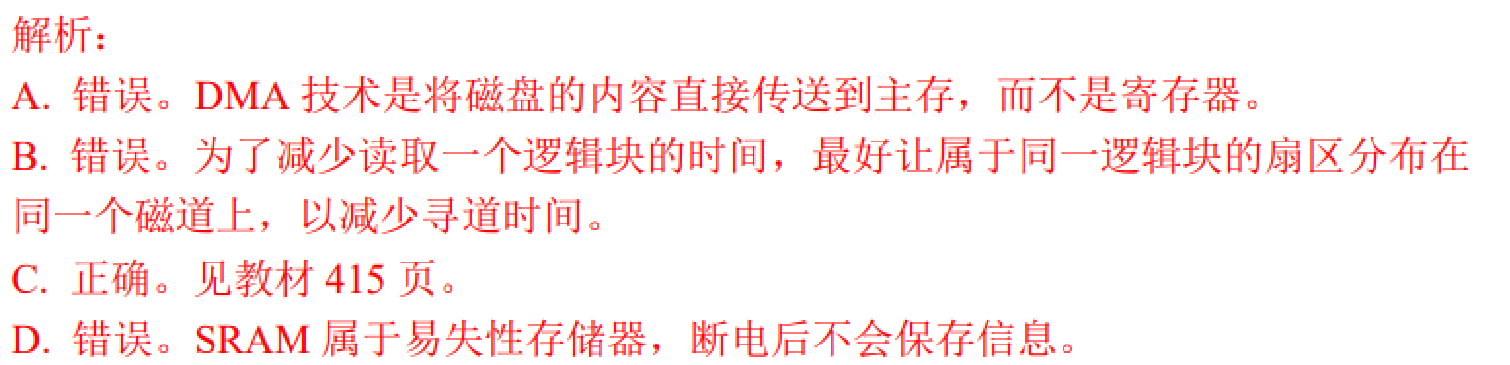 解析：
A. 错误。DMA 技术是将磁盘的内容直接传送到主存，而不是寄存器。
B. 错误。为了减少读取一个逻辑块的时间，最好让属于同一逻辑块的扇区分布在
同一个磁道上，以减少寻道时间。
C. 正确。见教材 415 页。
D. 错误。SRAM 属于易失性存储器，断电后不会保存信息。